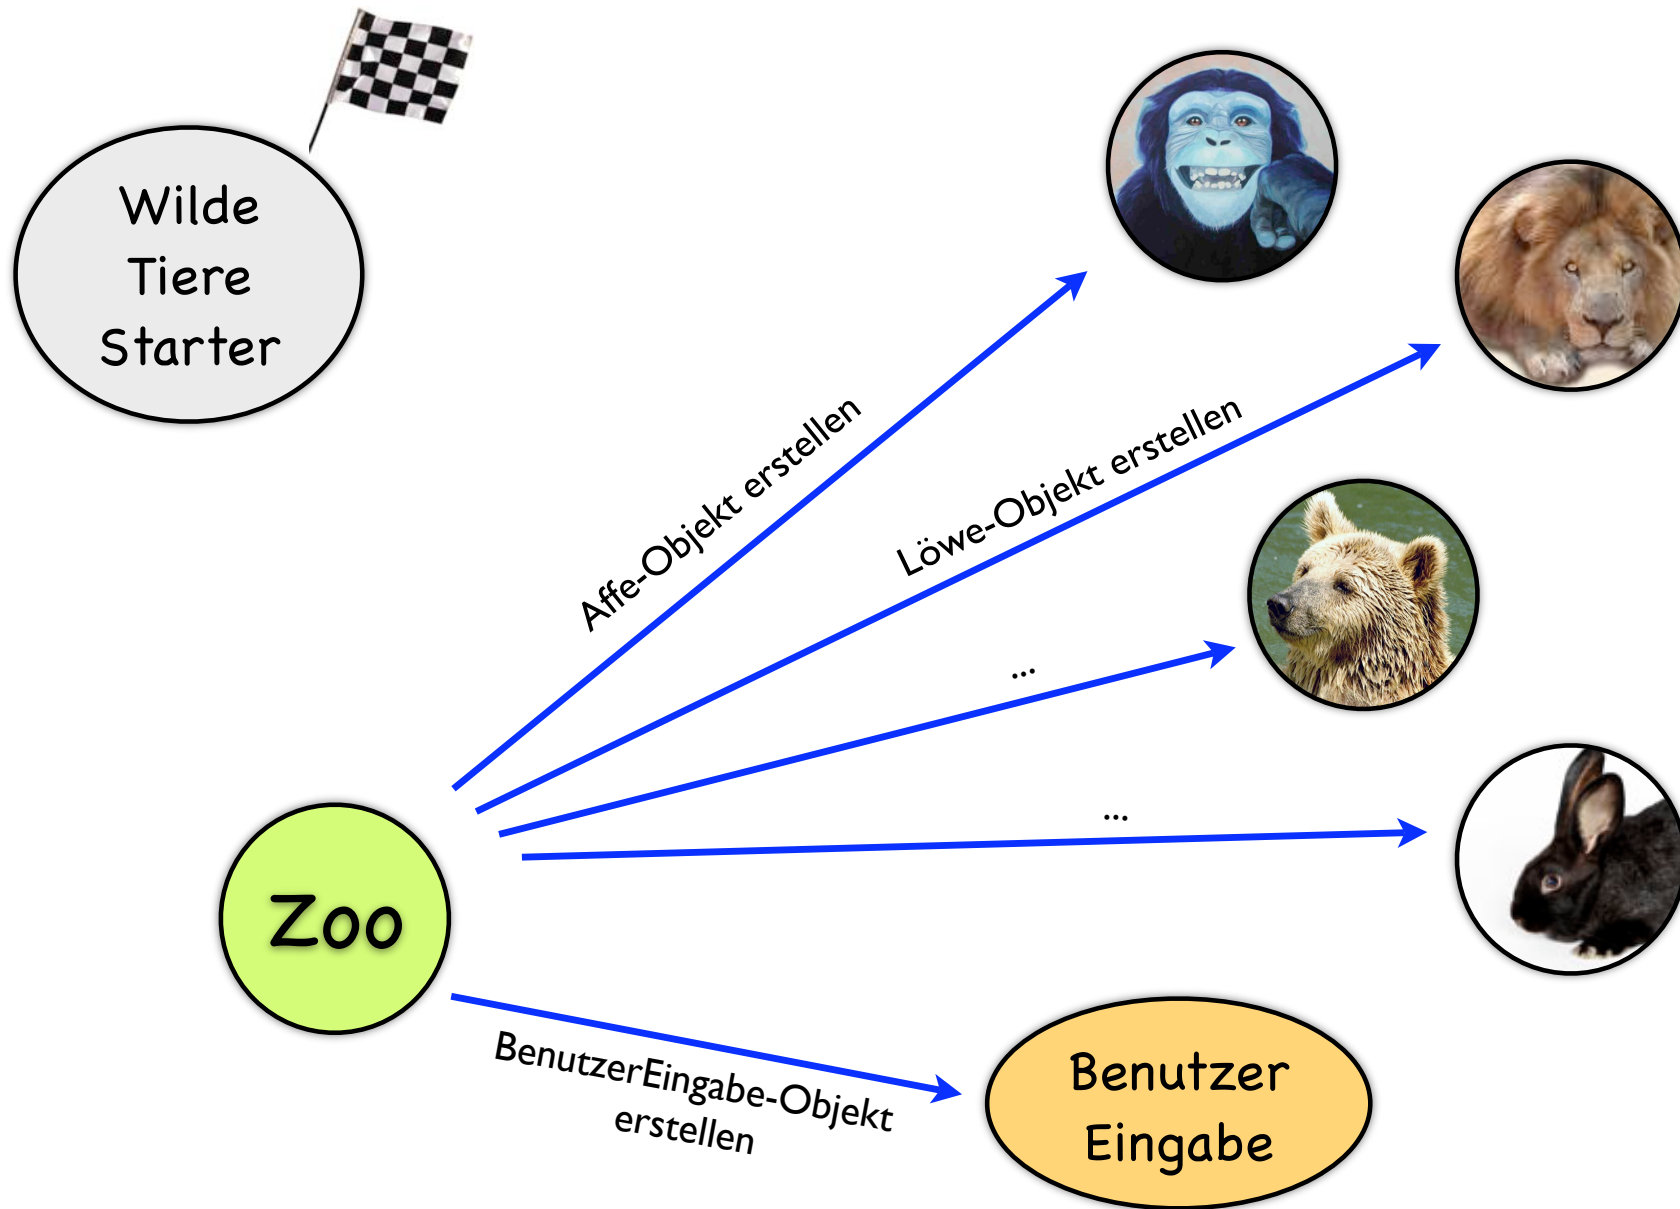 Wilde
Tiere
Starter
Affe-Objekt erstellen
Löwe-Objekt erstellen
...
...
Zoo
BenutzerEingabe-Objekt
erstellen
Benutzer
Eingabe